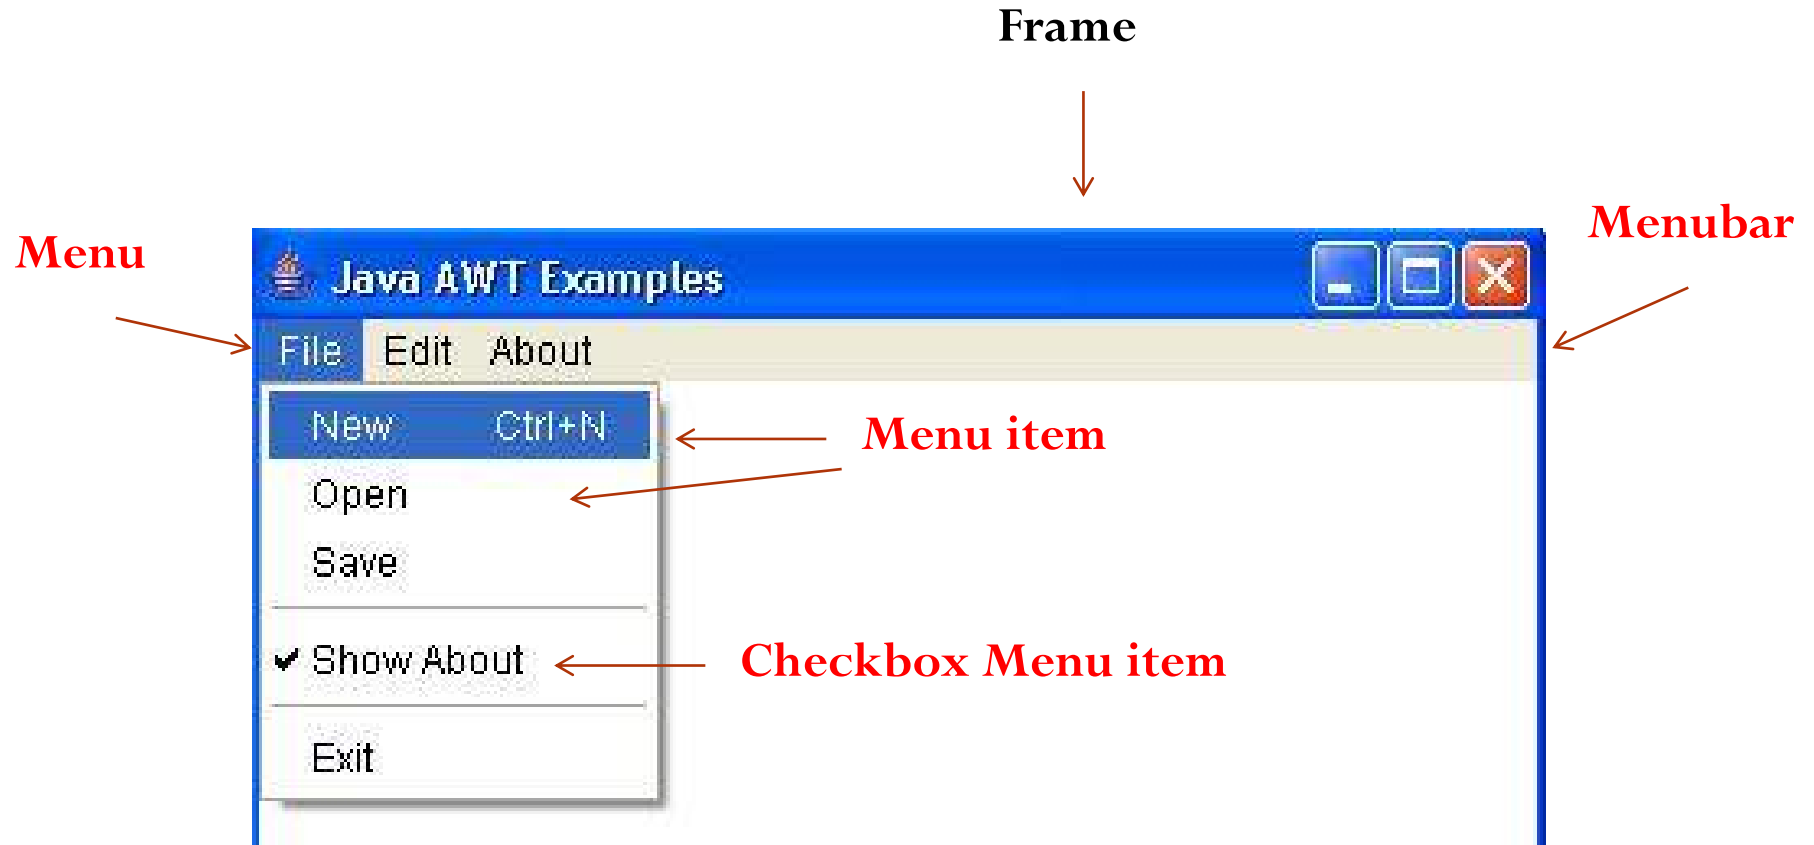 Frame
Menubar
Menu
Java AWT Examples
File Edit About
New Ctrl+N
Menu item
Open
Save
Show About
Checkbox Menu item
Exit